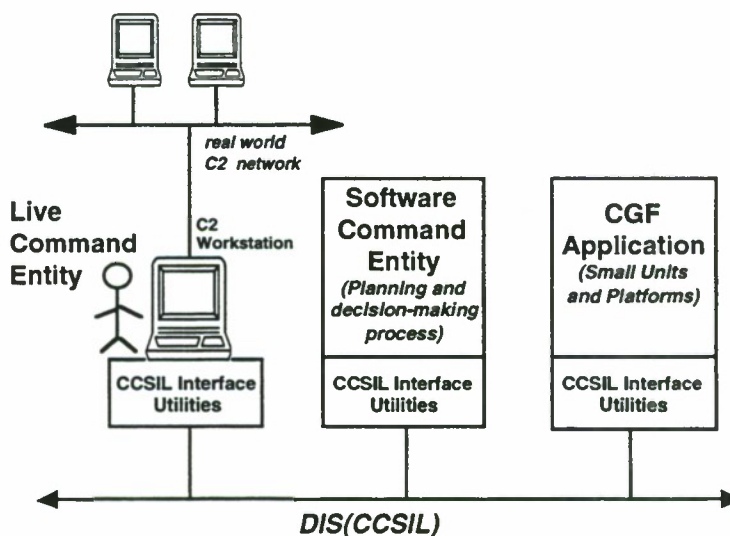 real world
C2 network
Live
Command
Entity
C2
Workstation
CCSIL Interface
Utilities
Software
Command
Entity
(Planning and
decision-making
process)
CCSIL Interface
Utilities
CGF
Application
(Small Units
and Platforms)
CCSIL Interface
Utilities
DIS(CCSIL)